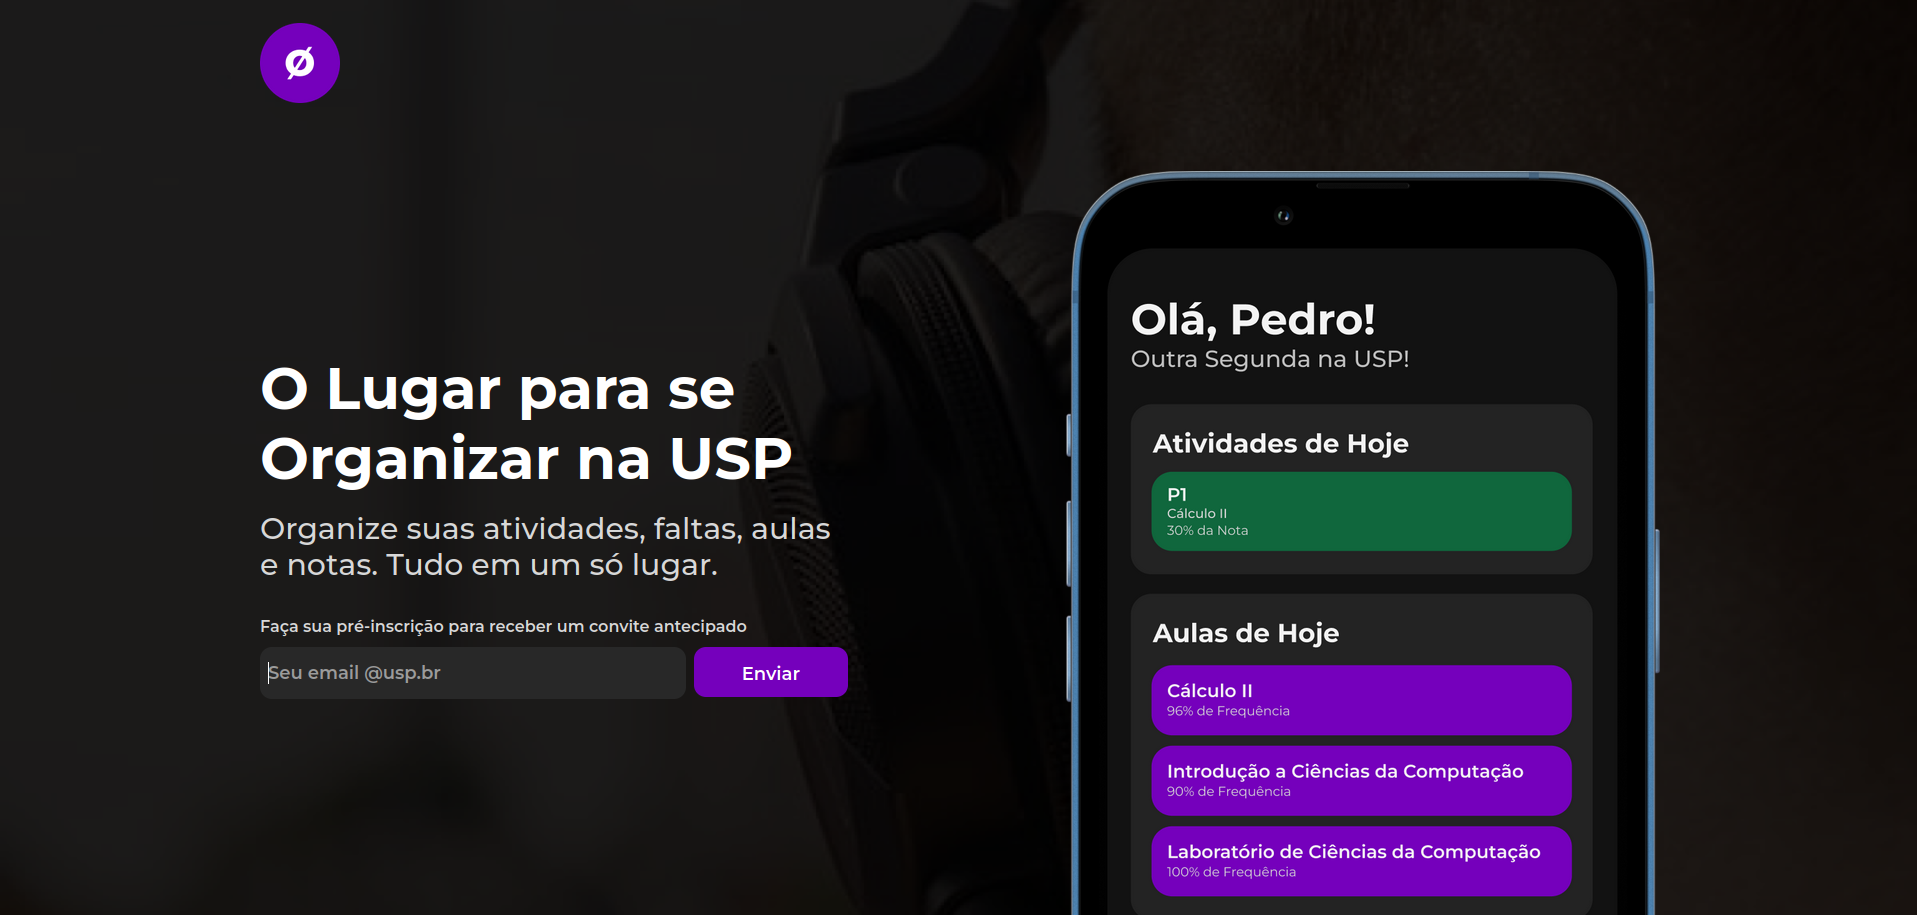 Ø
O Lugar para se
Organizar na USP
Organize suas atividades, faltas, aulas
e notas. Tudo em um só lugar.
Faça sua pré-inscrição para receber um convite antecipado
Seu email @usp.br
Enviar
Olá, Pedro!
Outra Segunda na USP!
Atividades de Hoje
P1
Cálculo II
30% da Nota
Aulas de Hoje
Cálculo II
96% de Frequência
Introdução a Ciências da Computação
90% de Frequência
Laboratório de Ciências da Computação
100% de Frequência